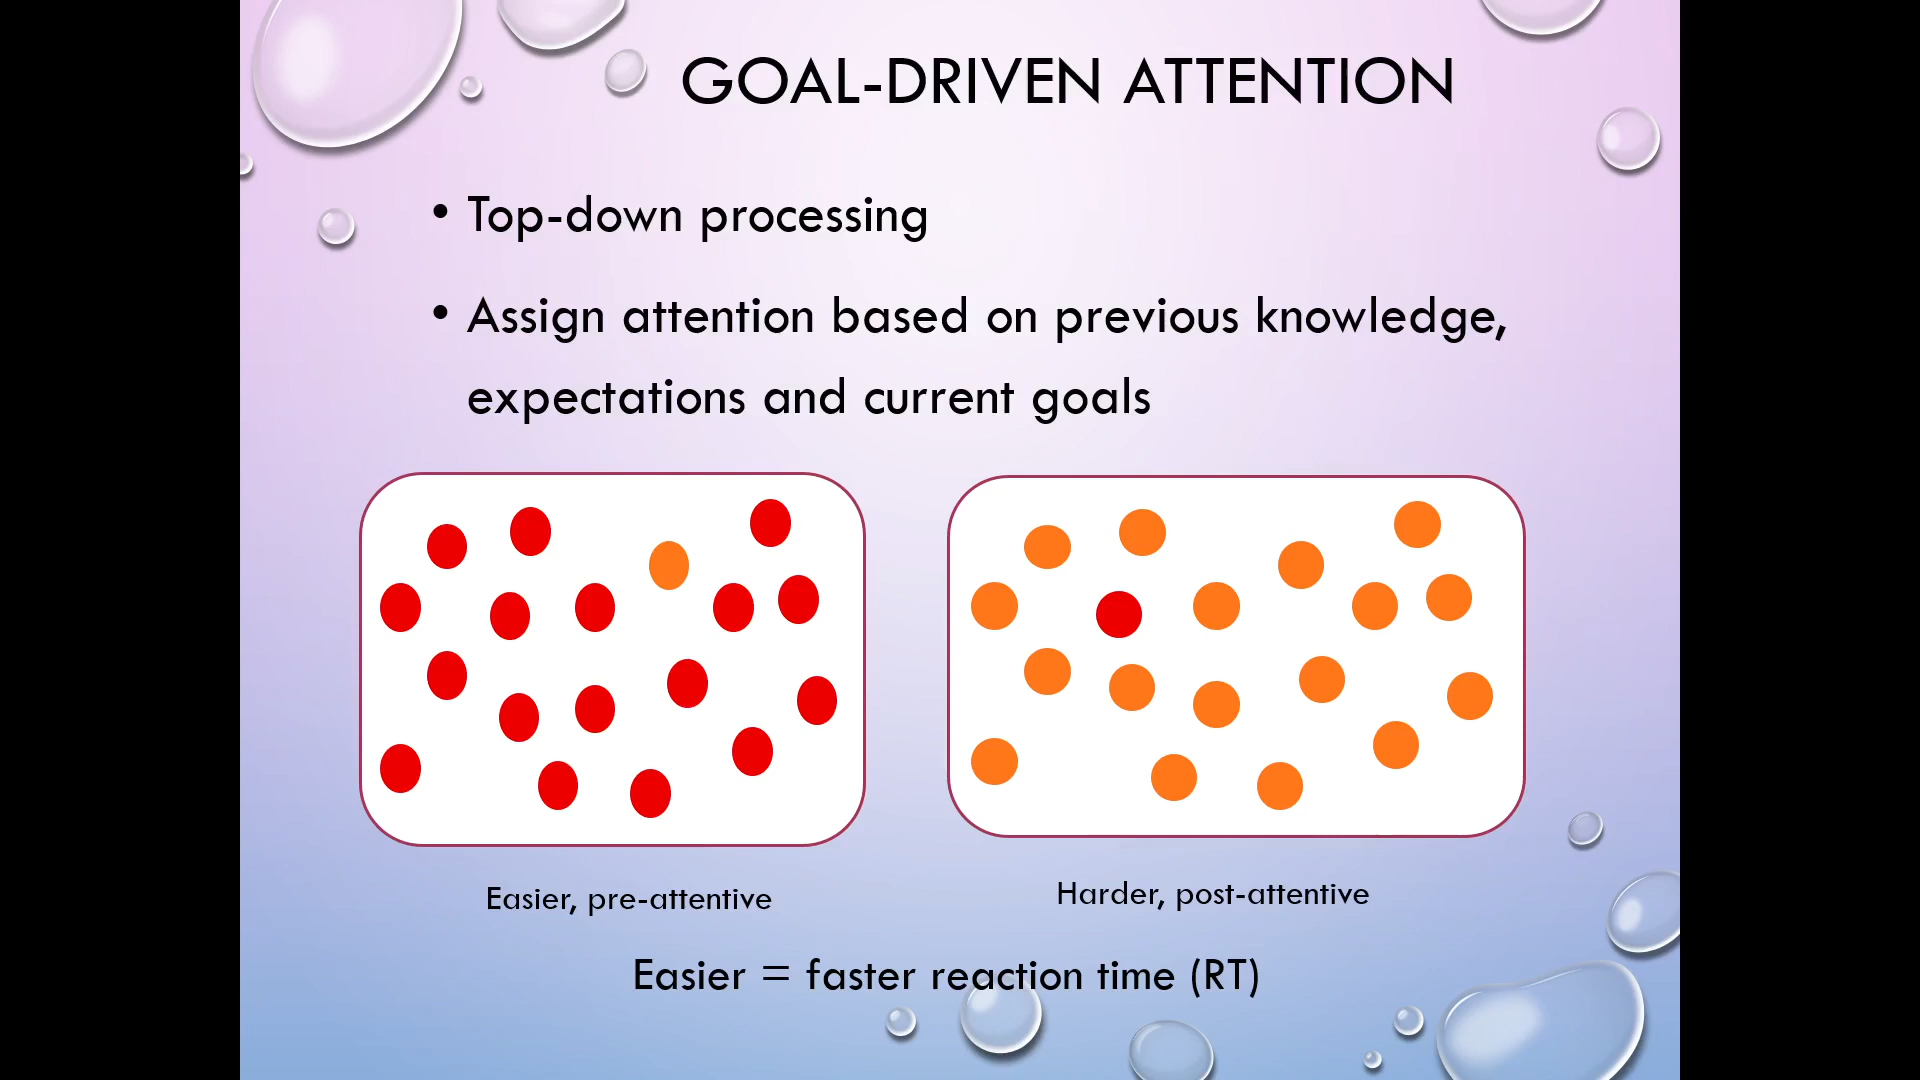 GOAL-DRIVEN ATTENTION
• Top-down processing
• Assign attention based on previous knowledge,
expectations and current goals
Easier, pre-attentive
Harder, post-attentive
Easier = faster reaction time (RT)